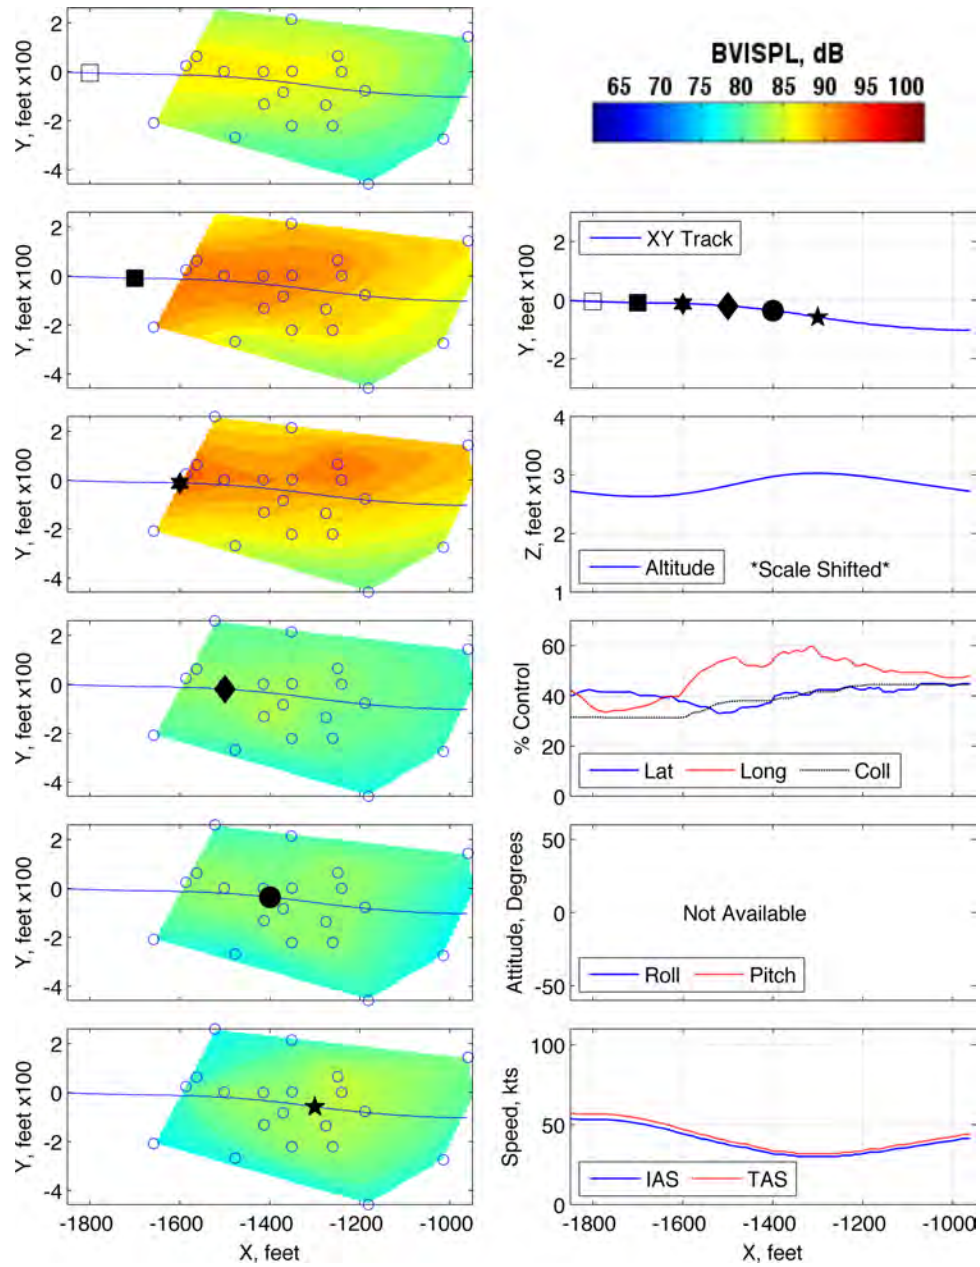 Y, feet x100
2
0
-2
-4
BVISPL, dB
65 73 78 85 90 95 100
Y, feet x100
2
0
-2
-4
Y, feet x100
2
0
-2
XY Track
Y, feet x100
2
0
-2
-4
Z, feet x100
4
3
2
1
Altitude
*Scale Shifted*
Y, feet x100
2
0
-2
-4
% Control
60
40
20
0
Lat Long Coll
Y, feet x100
2
0
-2
-4
Attitude, Degrees
50
0
-50
Not Available
Roll Pitch
Y, feet x100
2
0
-2
-4
-1800 -1600 -1400 -1200 -1000
X, feet
Speed, kts
100
50
0
IAS TAS
-1800 -1600 -1400 -1200 -1000
X, feet